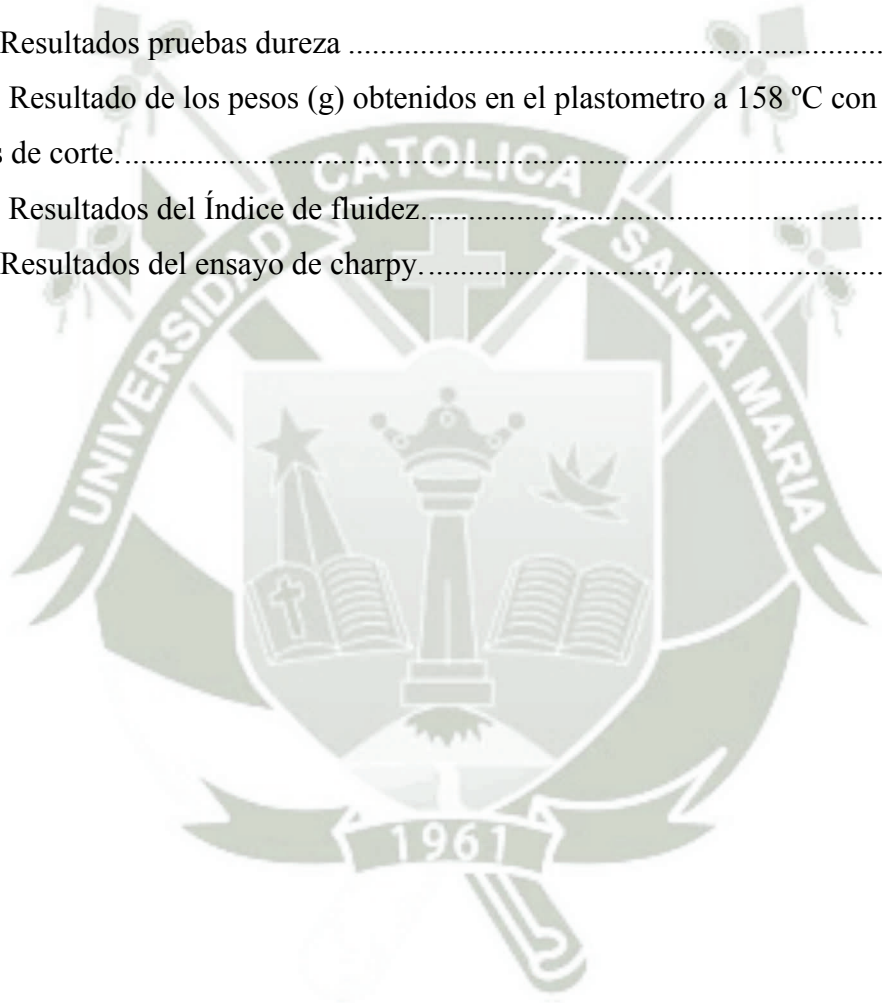 Resultados pruebas dureza ..........................................................
Resultado de los pesos (g) obtenidos en el plastometro a 158 ºC con
s de corte...................................................................................
Resultados del Índice de fluidez.................................................
Resultados del ensayo de charpy.................................................
UNIVERSIDAD CATOLICA SANTA MARIA
1961